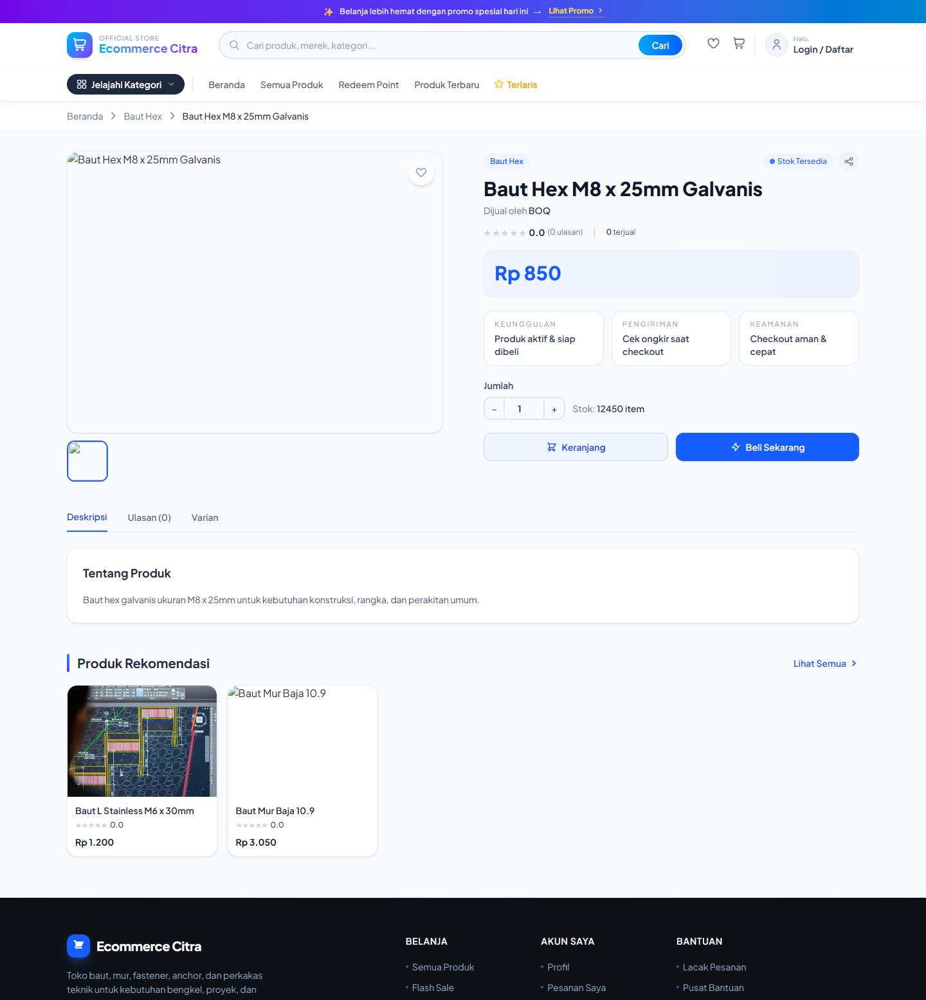 Belanja lebih hemat dengan promo spesial hari ini → Lihat Promo
OFFICIAL STORE
Ecommerce Citra
Cari produk, merek, kategori...
Cari
Halo,
Login / Daftar
Jelajahi Kategori
Beranda
Semua Produk
Redeem Point
Produk Terbaru
Terlaris
Beranda > Baut Hex > Baut Hex M8 x 25mm Galvanis
Baut Hex M8 x 25mm Galvanis
Baut Hex
Stok Tersedia
Baut Hex M8 x 25mm Galvanis
Dijual oleh BOQ
★★★★★ 0.0 (0 ulasan) | 0 terjual
Rp 850
KEUNGGULAN
Produk aktif & siap
dibeli
PENGIRIMAN
Cek ongkir saat
checkout
KEAMANAN
Checkout aman &
cepat
Jumlah
− 1 + Stok: 12450 item
Keranjang
Beli Sekarang
Deskripsi
Ulasan (0)
Varian
Tentang Produk
Baut hex galvanis ukuran M8 x 25mm untuk kebutuhan konstruksi, rangka, dan perakitan umum.
Produk Rekomendasi
Lihat Semua
Baut L Stainless M6 x 30mm
★★★★★ 0.0
Rp 1.200
Baut Mur Baja 10.9
Baut Mur Baja 10.9
★★★★★ 0.0
Rp 3.050
Ecommerce Citra
Toko baut, mur, fastener, anchor, dan perkakas
teknik untuk kebutuhan bengkel, proyek, dan
BELANJA
Semua Produk
Flash Sale
AKUN SAYA
Profil
Pesanan Saya
BANTUAN
Lacak Pesanan
Pusat Bantuan